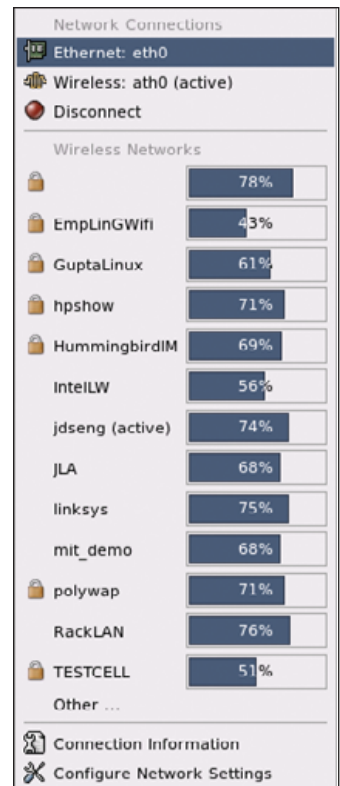 Network Connections
Ethernet: eth0
Wireless: ath0 (active)
Disconnect
Wireless Networks
78%
EmpLinGWifi 43%
GuptaLinux 61%
hpshow 71%
HummingbirdIM 69%
IntelLW 56%
jdseng (active) 74%
JLA 68%
linksys 75%
mit_demo 68%
polywap 71%
RackLAN 76%
TESTCELL 51%
Other ...
Connection Information
Configure Network Settings